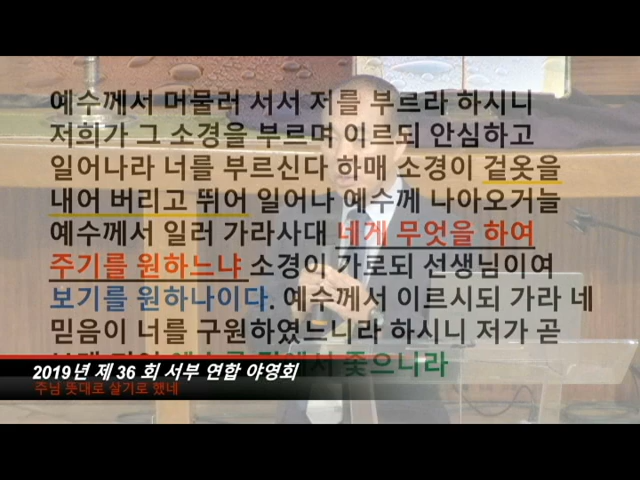 예수께서 머물러 서서 저를 부르라 하시니
저희가 그 소경을 부르며 이르되 안심하고
일어나라 너를 부르신다 하매 소경이 겉옷을
내어 버리고 뛰어 일어나 예수께 나아오거늘
예수께서 일러 가라사대 네게 무엇을 하여
주기를 원하느냐 소경이 가로되 선생님이여
보기를 원하나이다. 예수께서 이르시되 가라 네
믿음이 너를 구원하였느니라 하시니 저가 곧
좇으니라
2019년 제 36 회 서부 연합 야영회
주님 뜻대로 살기로 했네